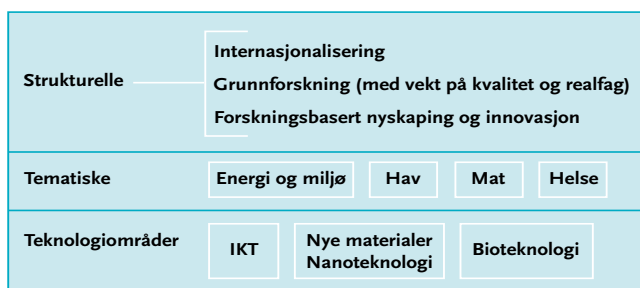 Strukturelle
Internasjonalisering
Grunnforskning (med vekt på kvalitet og realfag)
Forskningsbasert nyskaping og innovasjon
Tematiske
Energi og miljø
Hav
Mat
Helse
Teknologiområder
IKT
Nye materialer
Nanoteknologi
Bioteknologi